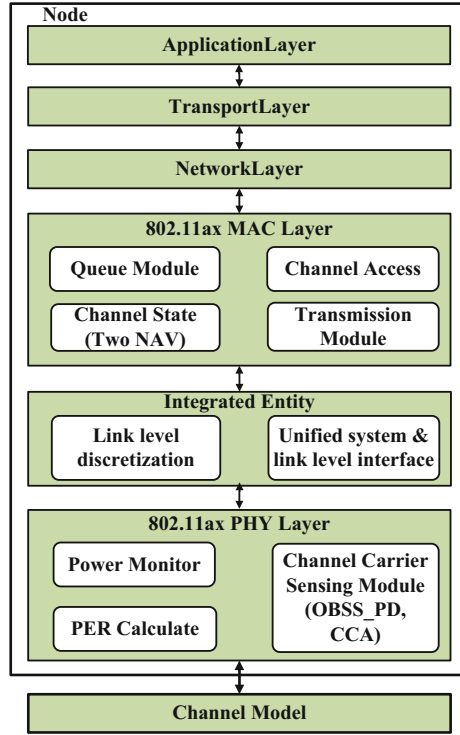 Node
ApplicationLayer
TransportLayer
NetworkLayer
802.11ax MAC Layer
Queue Module
Channel Access
Channel State
(Two NAV)
Transmission
Module
Integrated Entity
Link level
discretization
Unified system &
link level interface
802.11ax PHY Layer
Power Monitor
PER Calculate
Channel Carrier
Sensing Module
(OBSS_PD,
CCA)
Channel Model